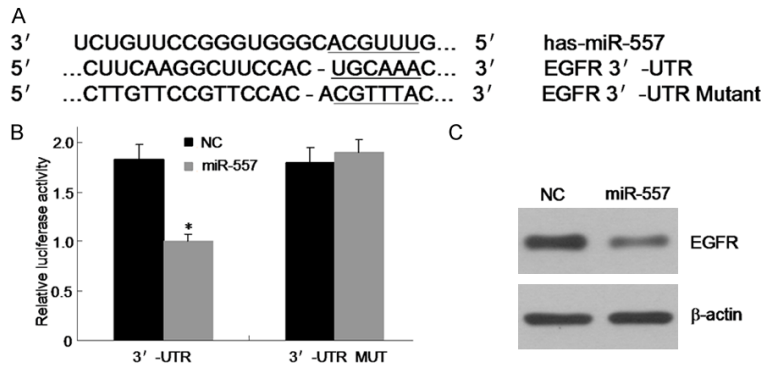 A
3′ UCUGUUCCGGGUGGGCACGUUUG... 5′ has-miR-557
5′ ...CUUCAAGGCUUCCAC-UGCAAAC... 3′ EGFR 3′-UTR
5′ ...CTTGTTCCGTTCCAC-ACGTTTAC... 3′ EGFR 3′-UTR Mutant
B
Relative luciferase activity
2.0
1.5
1.0
0.5
0
NC
miR-557
*
3′-UTR 3′-UTR MUT
C
NC miR-557
EGFR
β-actin